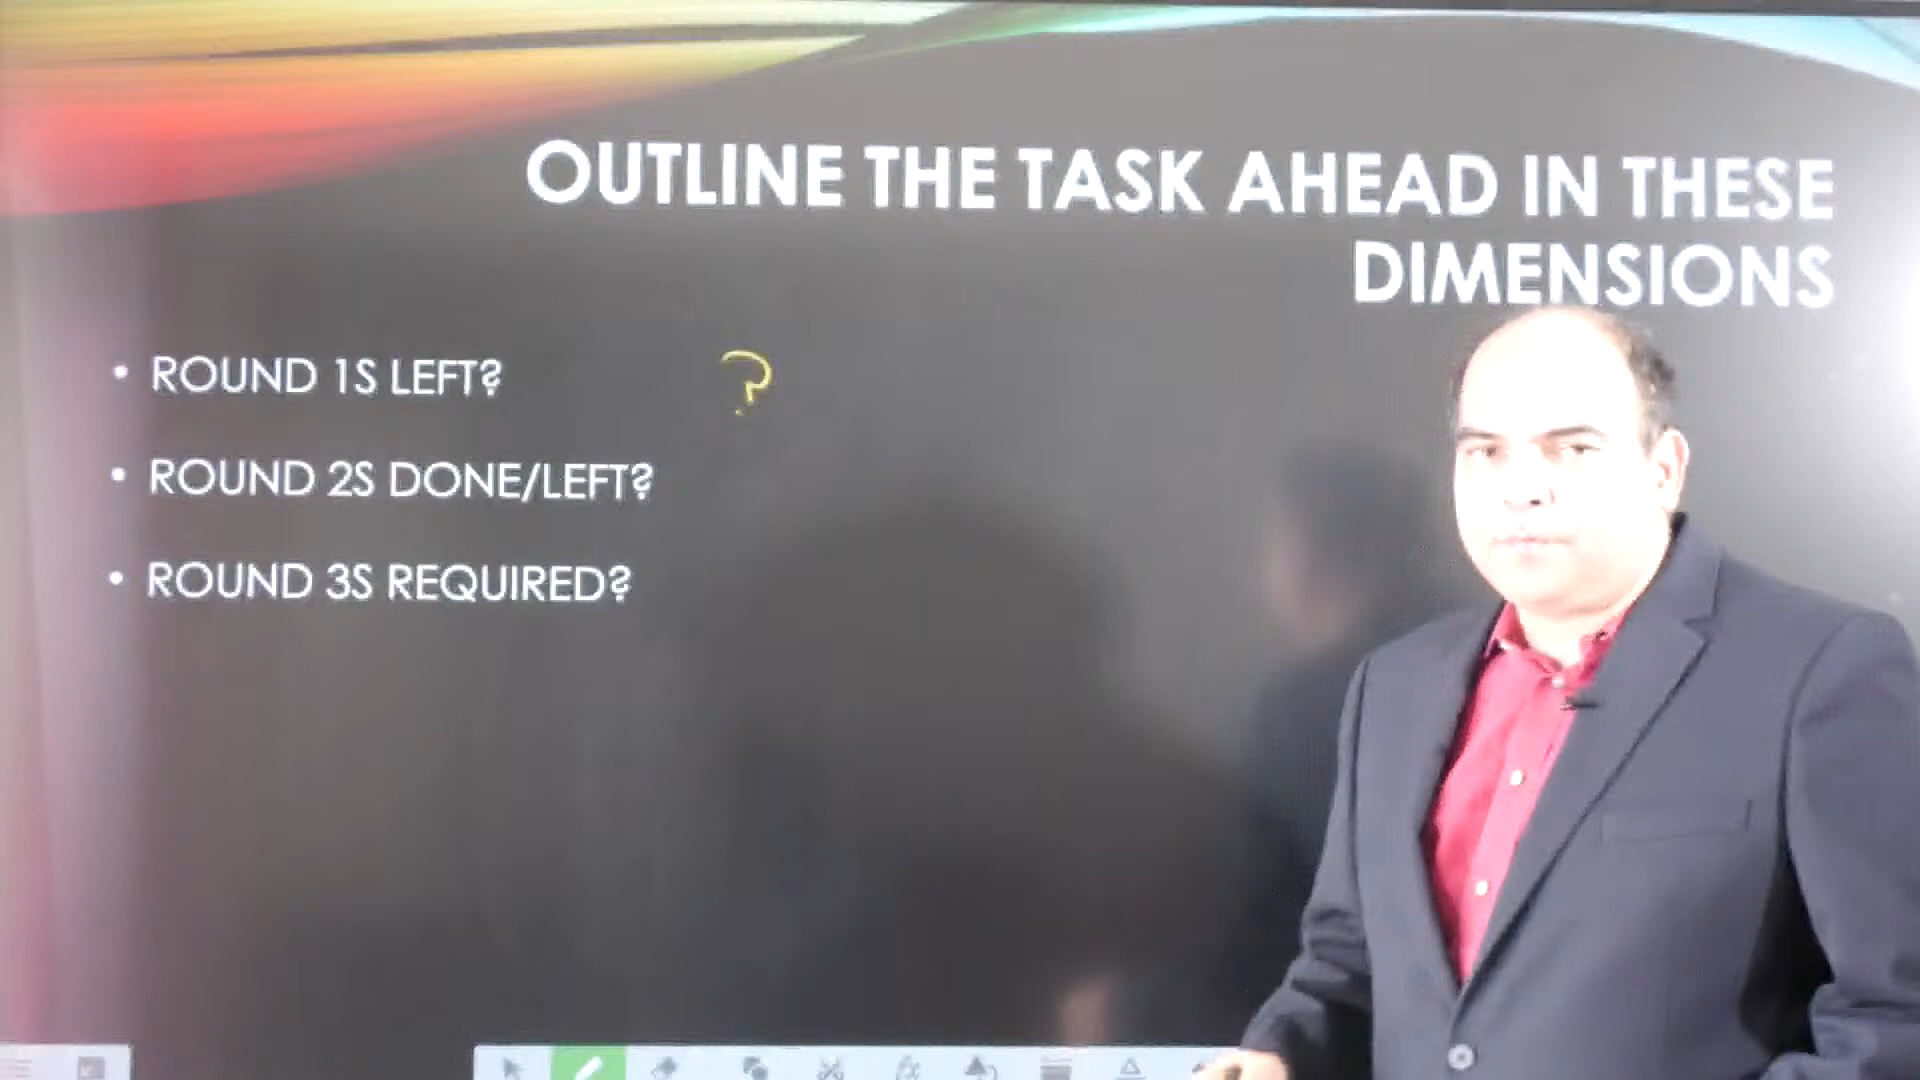 OUTLINE THE TASK AHEAD IN THESE
DIMENSIONS
• ROUND 1S LEFT?
?
• ROUND 2S DONE/LEFT?
• ROUND 3S REQUIRED?